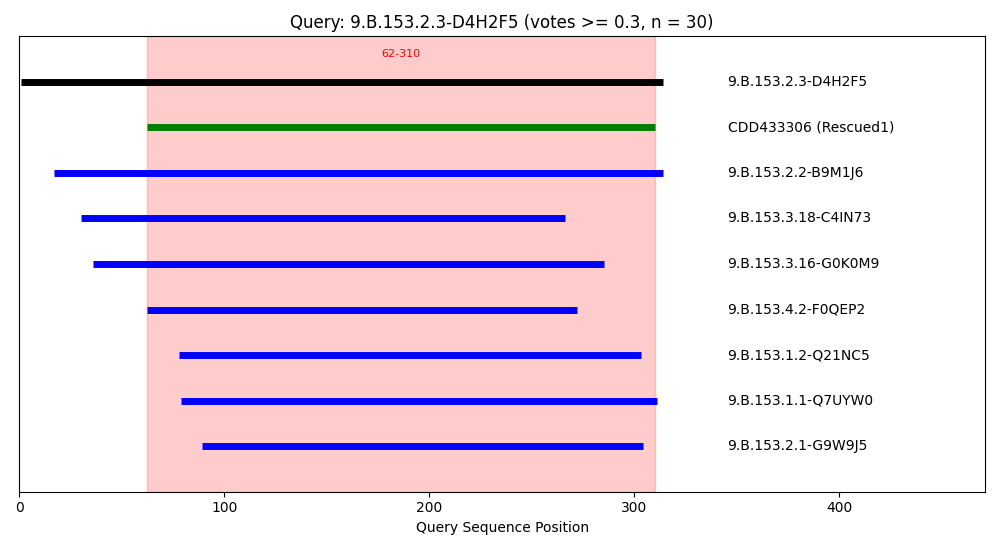 Query: 9.B.153.2.3-D4H2F5 (votes >= 0.3, n = 30)
62-310
9.B.153.2.3-D4H2F5
CDD433306 (Rescued1)
9.B.153.2.2-B9M1J6
9.B.153.3.18-C4IN73
9.B.153.3.16-G0K0M9
9.B.153.4.2-F0QEP2
9.B.153.1.2-Q21NC5
9.B.153.1.1-Q7UYW0
9.B.153.2.1-G9W9J5
0 100 200 300 400
Query Sequence Position